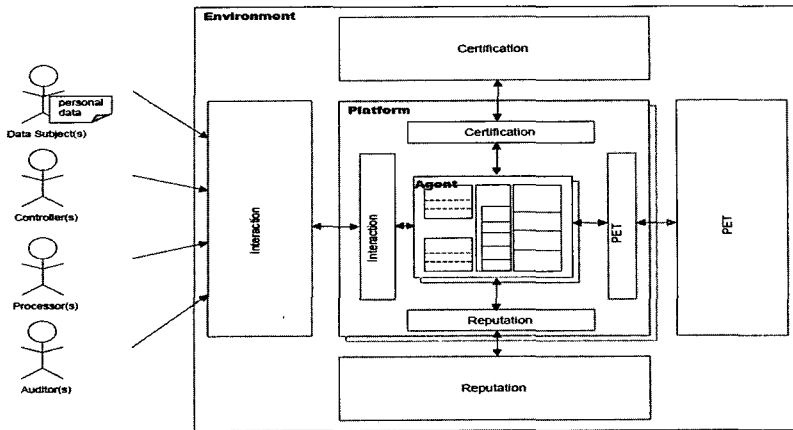 Environment
Certification
personal
data
Data Subject(s)
Platform
Certification
Controller(s)
Agent
Interaction
Interaction
PET
PET
Processor(s)
Reputation
Auditor(s)
Reputation